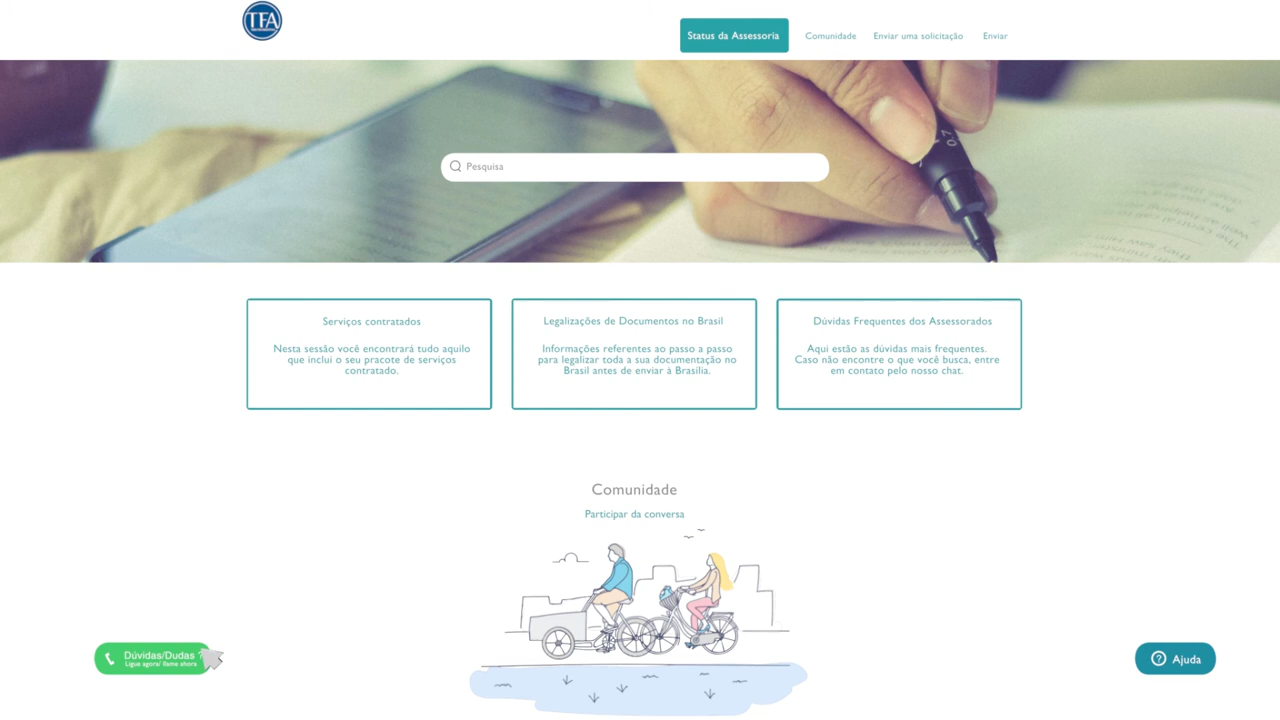 TFA
Status da Assessoria
Comunidade
Enviar uma solicitação
Enviar
Pesquisa
Serviços contratados
Nesta sessão você encontrará tudo aquilo
que inclui o seu pracote de serviços
contratado.
Legalizações de Documentos no Brasil
Informações referentes ao passo a passo
para legalizar toda a sua documentação no
Brasil antes de enviar à Brasília.
Dúvidas Frequentes dos Assessorados
Aqui estão as dúvidas mais frequentes.
Caso não encontre o que você busca, entre
em contato pelo nosso chat.
Comunidade
Participar da conversa
Dúvidas/Dudas ?
Ligue agora/ llame ahora
Ajuda